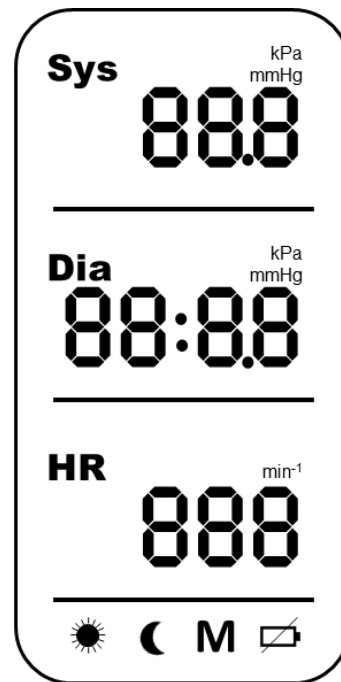 Sys kPa
mmHg
88.8
Dia kPa
mmHg
88:8.8
HR min⁻¹
888
M